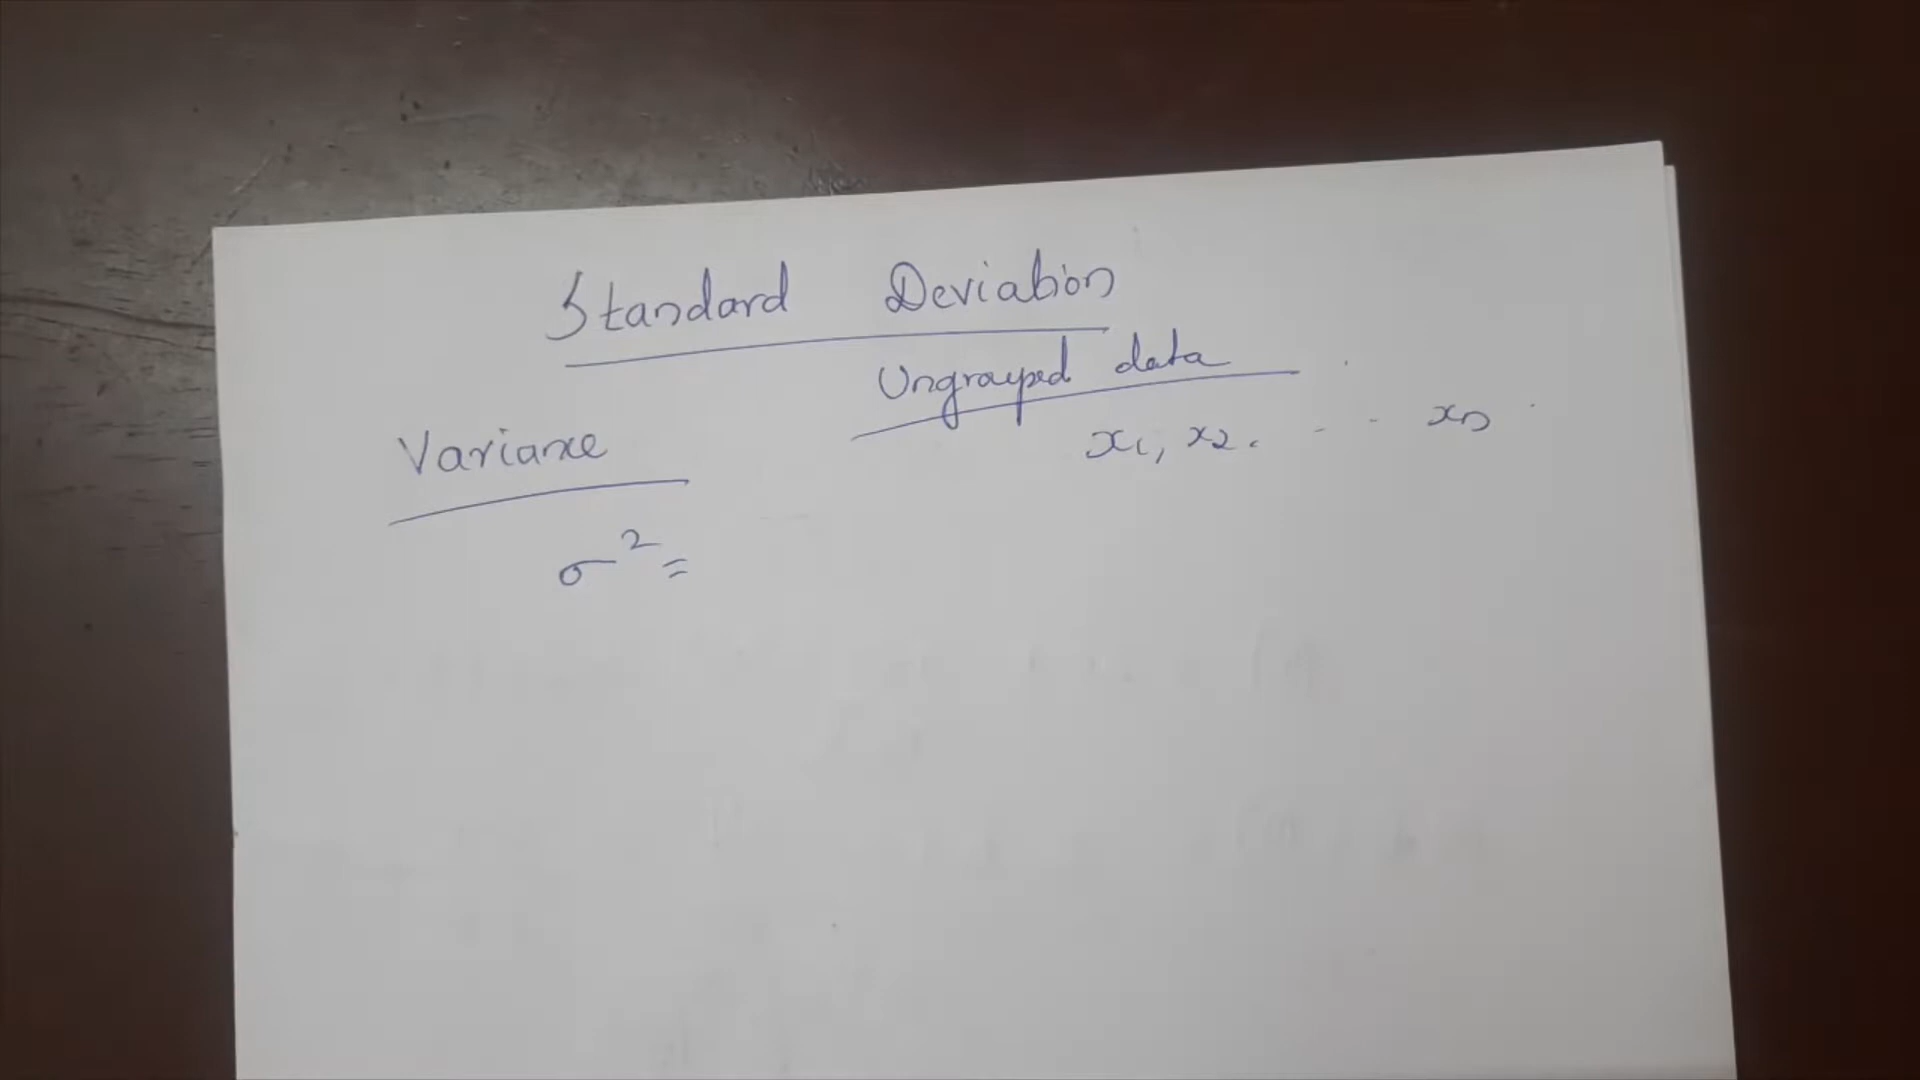 Standard Deviation
Ungrouped data
Variance
x₁, x₂. - - xₙ
σ² =